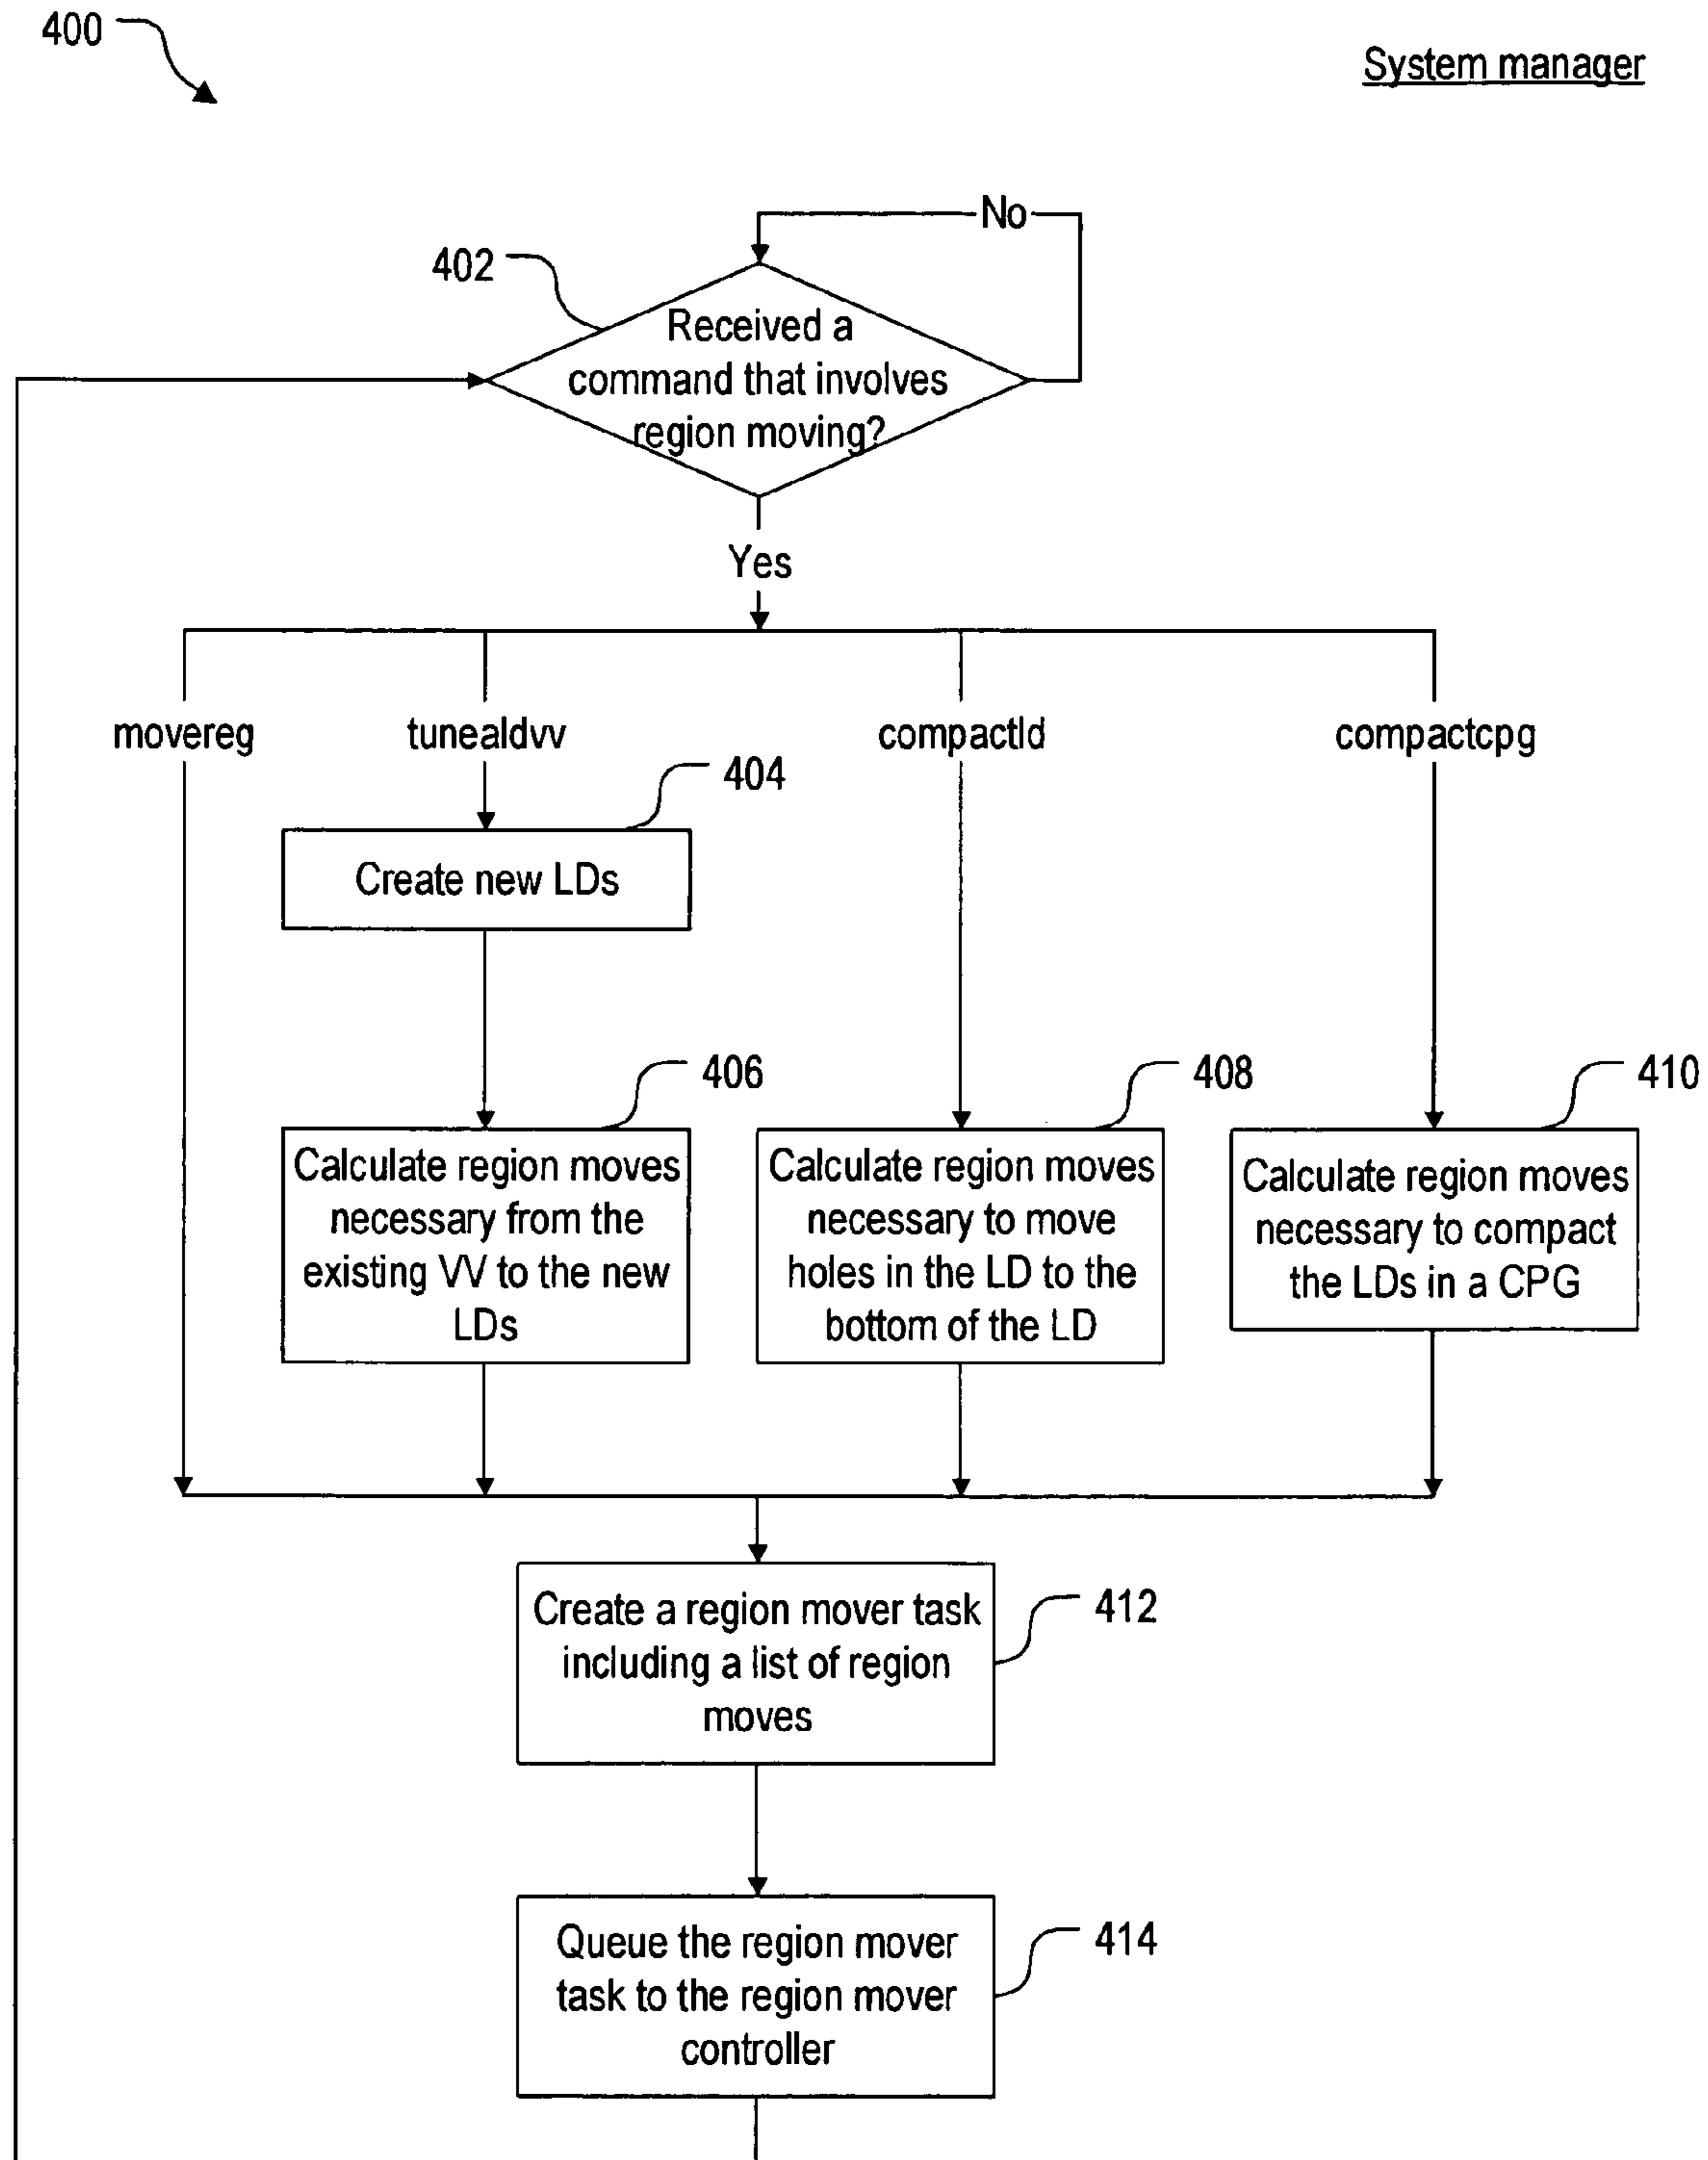 400
System manager
No
402
Received a
command that involves
region moving?
Yes
movereg
tunealdvv
compactld
compactcpg
404
Create new LDs
406
Calculate region moves
necessary from the
existing VV to the new
LDs
408
Calculate region moves
necessary to move
holes in the LD to the
bottom of the LD
410
Calculate region moves
necessary to compact
the LDs in a CPG
Create a region mover task
including a list of region
moves
412
Queue the region mover
task to the region mover
controller
414